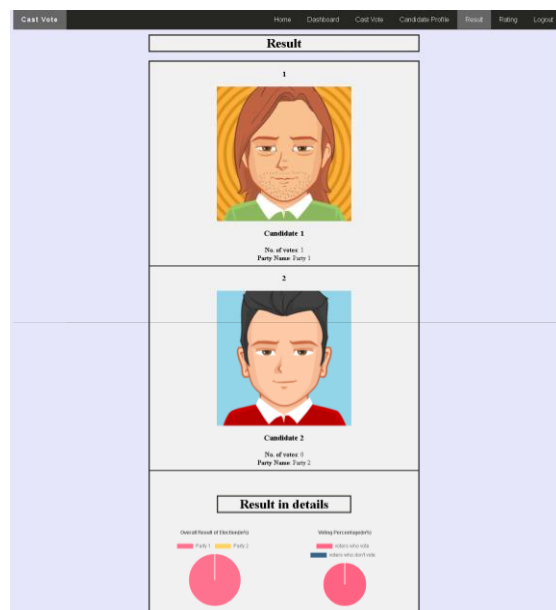 Cast Vote Home Dashboard Cast Vote Candidate Profile Result Rating Logout
Result
1
Candidate 1
No. of votes: 1
Party Name: Party 1
2
Candidate 2
No. of votes: 0
Party Name: Party 2
Result in details
Overall Result of Election(in%)
Party 1 Party 2
Voting Percentage(in%)
voters who vote
voters who don't vote